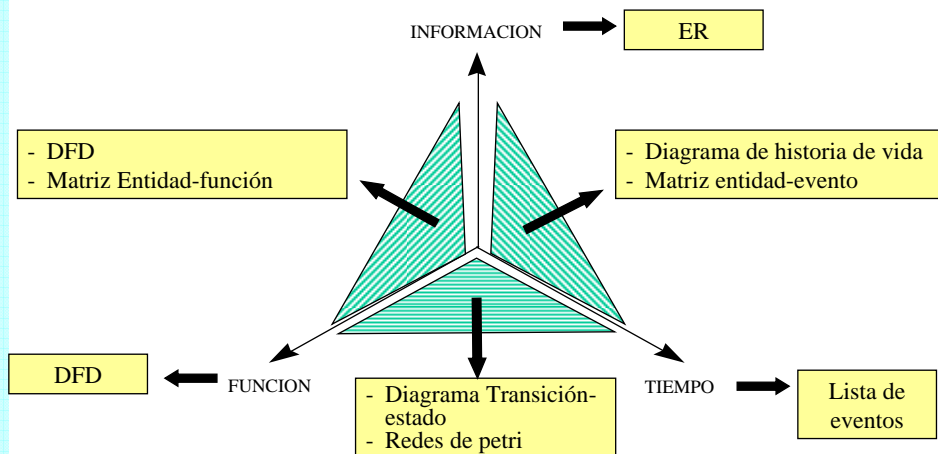 INFORMACION
ER
- DFD
- Matriz Entidad-función
- Diagrama de historia de vida
- Matriz entidad-evento
DFD
FUNCION
- Diagrama Transición-
estado
- Redes de petri
TIEMPO
Lista de
eventos